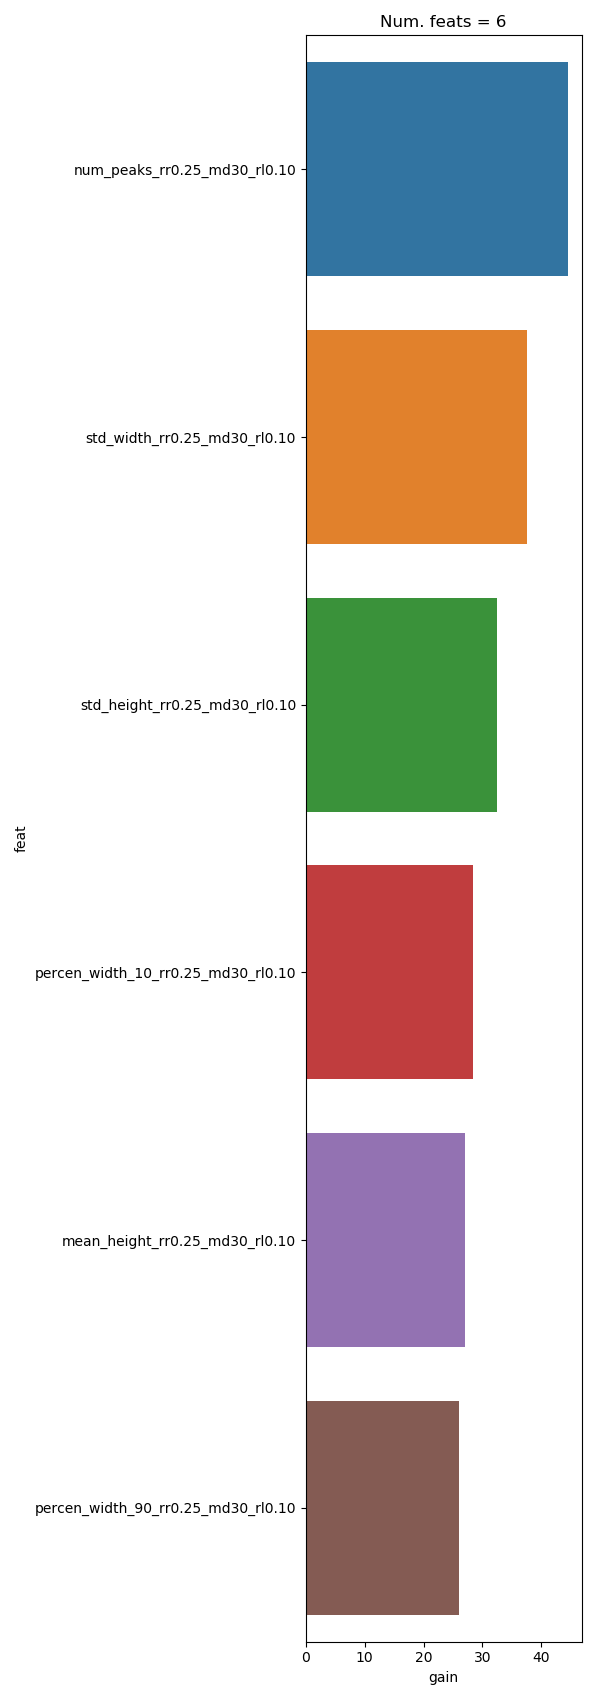 Num. feats = 6
num_peaks_rr0.25_md30_rl0.10
std_width_rr0.25_md30_rl0.10
std_height_rr0.25_md30_rl0.10
feat
percen_width_10_rr0.25_md30_rl0.10
mean_height_rr0.25_md30_rl0.10
percen_width_90_rr0.25_md30_rl0.10
0 10 20 30 40
gain